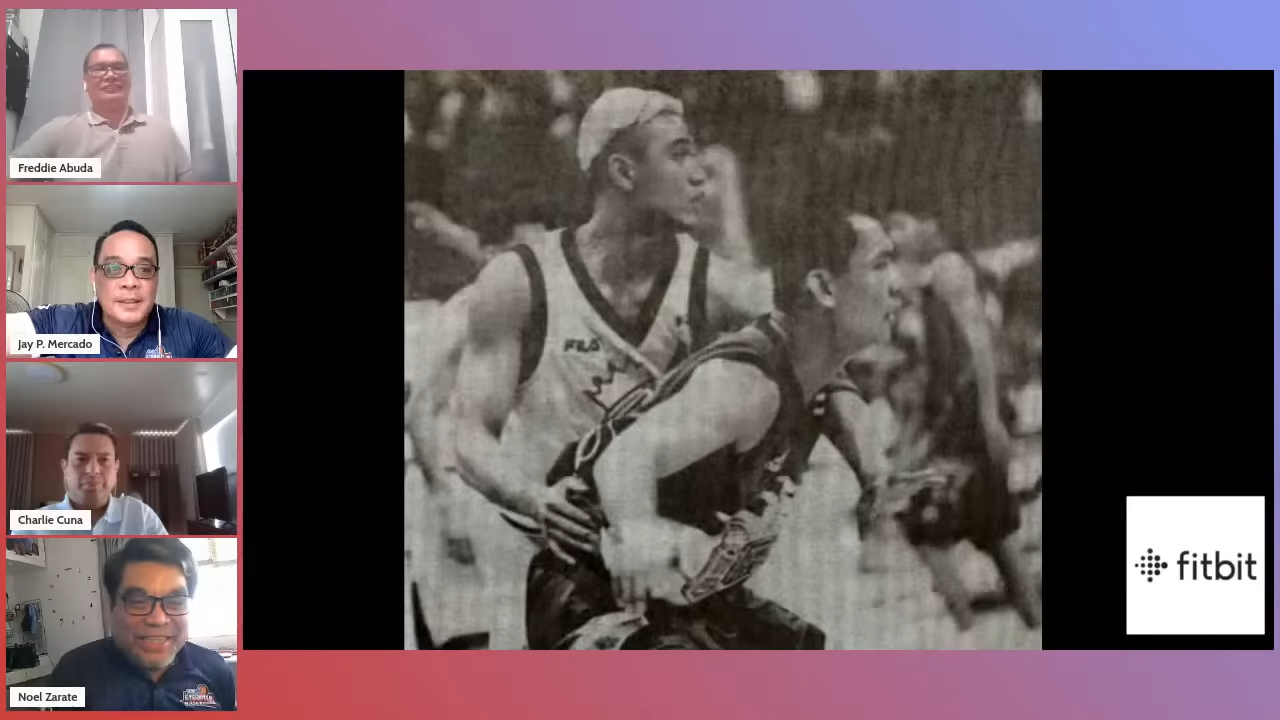 Freddie Abuda
Jay P. Mercado
Charlie Cuna
Noel Zarate
FILA
fitbit